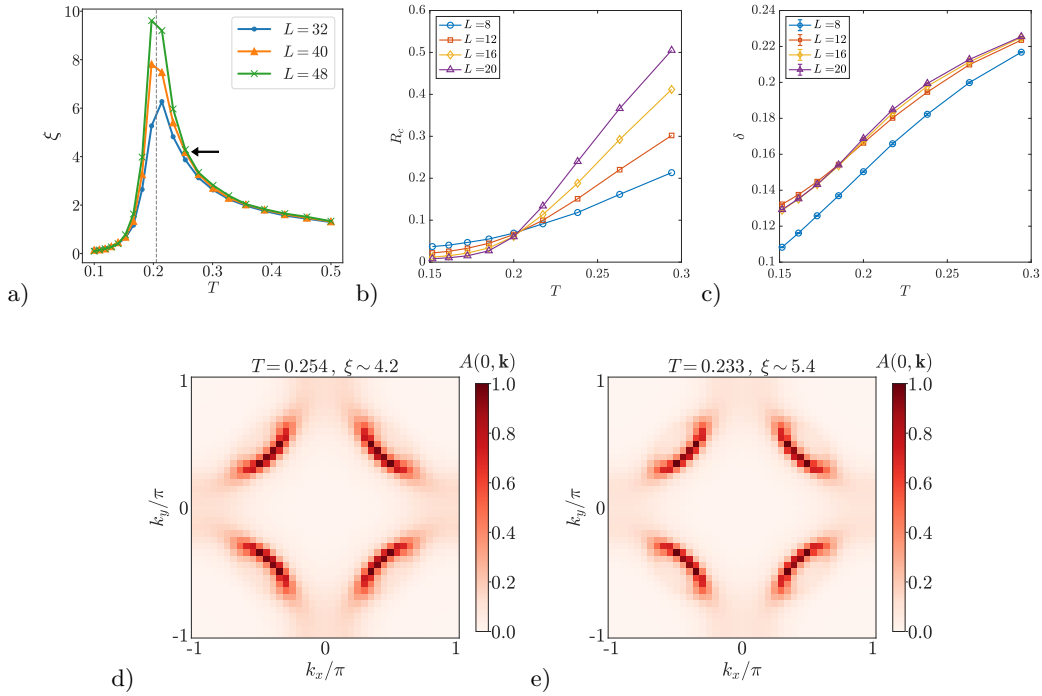 a)
ξ
10
8
6
4
2
0
0.1 0.2 0.3 0.4 0.5
T
L = 32
L = 40
L = 48
b)
R_c
0.6
0.5
0.4
0.3
0.2
0.1
0
0.15 0.2 0.25 0.3
T
L =8
L =12
L =16
L =20
c)
δ
0.24
0.22
0.2
0.18
0.16
0.14
0.12
0.1
0.15 0.2 0.25 0.3
T
L =8
L =12
L =16
L =20
d)
T = 0.254 , ξ ∼ 4.2
A(0, k)
k_y/π
1
0
-1
-1 0 1
k_x/π
1.0
0.8
0.6
0.4
0.2
0.0
e)
T = 0.233 , ξ ∼ 5.4
A(0, k)
k_y/π
1
0
-1
-1 0 1
k_x/π
1.0
0.8
0.6
0.4
0.2
0.0